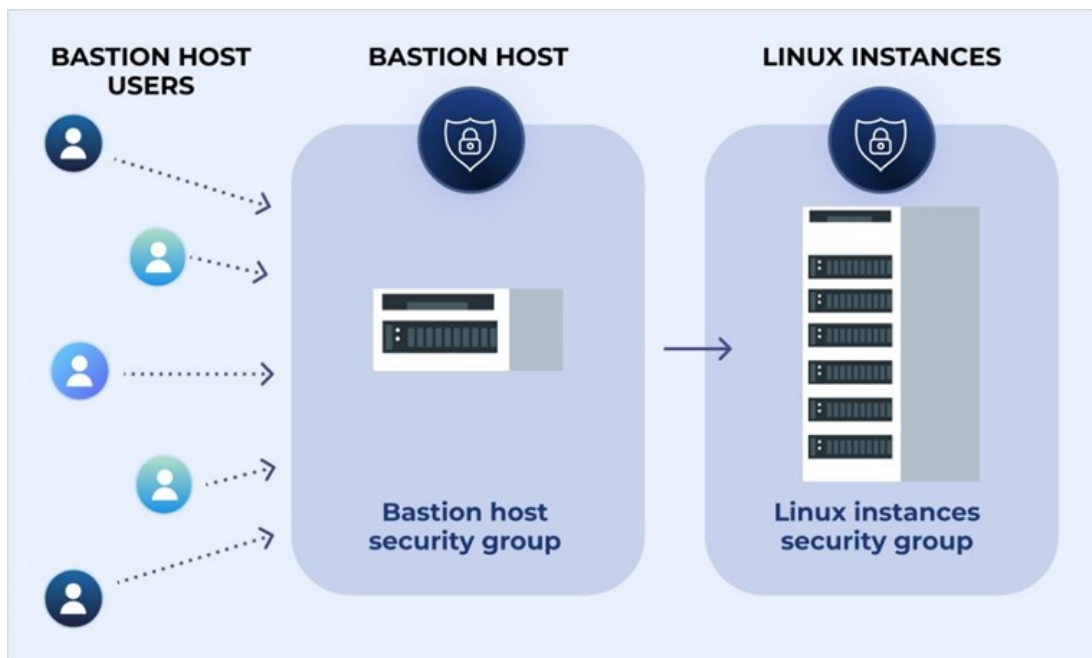 BASTION HOST
USERS
BASTION HOST
LINUX INSTANCES
Bastion host
security group
Linux instances
security group